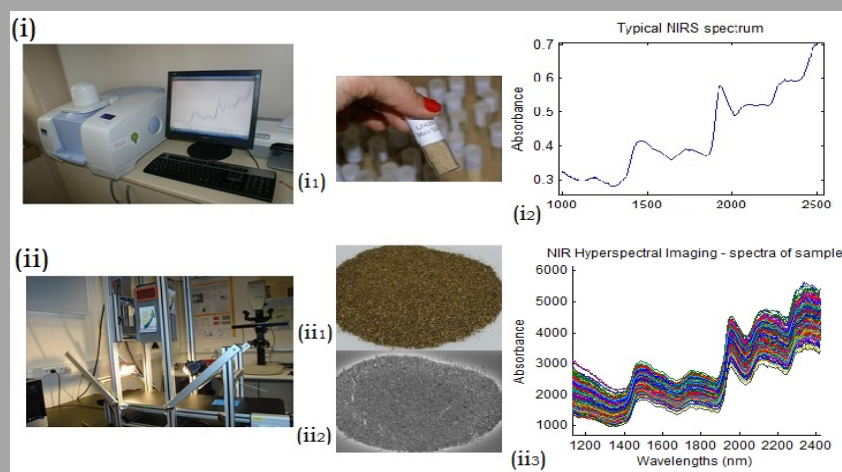 (i)
(i1)
Typical NIRS spectrum
Absorbance
0.7
0.6
0.5
0.4
0.3
1000
1500
2000
2500
(i2)
(ii)
(ii1)
(ii2)
NIR Hyperspectral Imaging - spectra of sample
Absorbance
6000
5000
4000
3000
2000
1000
1200 1400 1600 1800 2000 2200 2400
Wavelengths (nm)
(ii3)